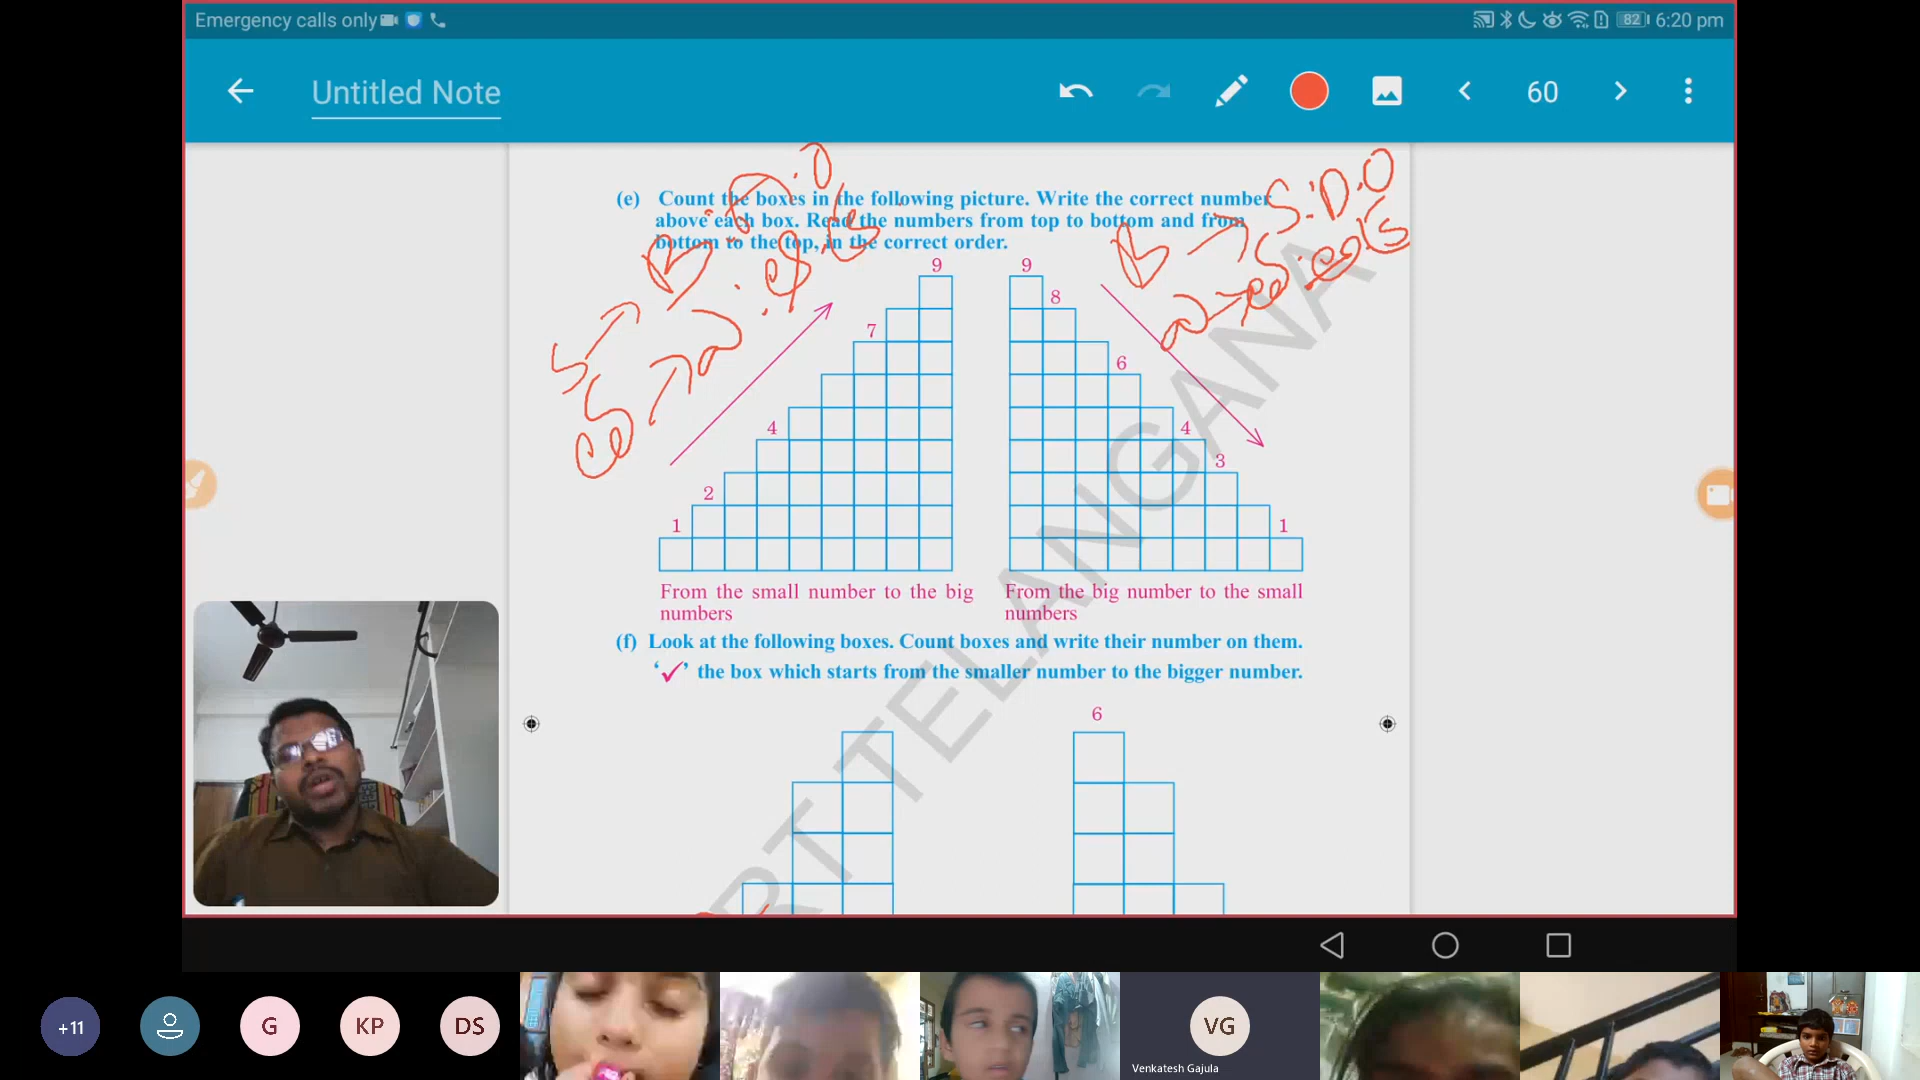 Emergency calls only
82 6:20 pm
Untitled Note
60
(e) Count the boxes in the following picture. Write the correct number
above each box. Read the numbers from top to bottom and from
bottom to the top, in the correct order.
9 9
8
7
6
4 4
3
2
1 1
From the small number to the big
numbers
From the big number to the small
numbers
(f) Look at the following boxes. Count boxes and write their number on them.
‘✓’ the box which starts from the smaller number to the bigger number.
6
RT TELANGANA
S → B
A.O
B → S.D.O
+11
G
KP
DS
VG
Venkatesh Gajula